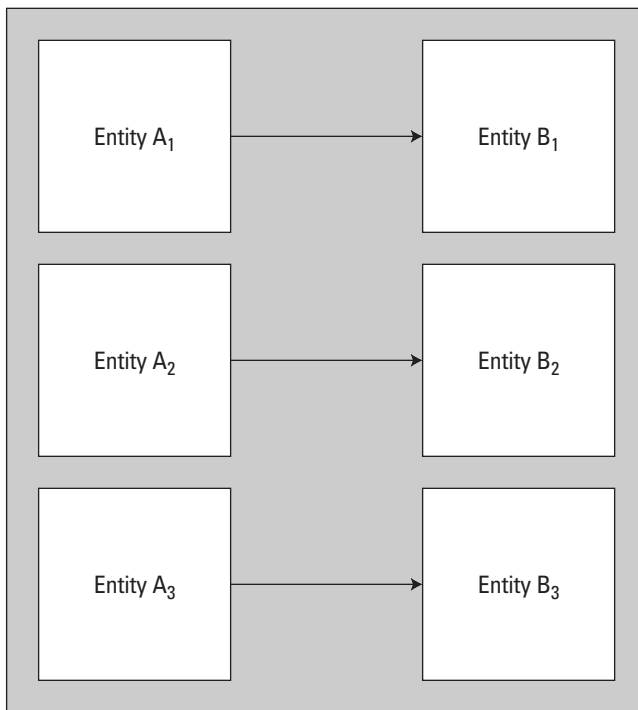 Entity A₁
Entity B₁
Entity A₂
Entity B₂
Entity A₃
Entity B₃